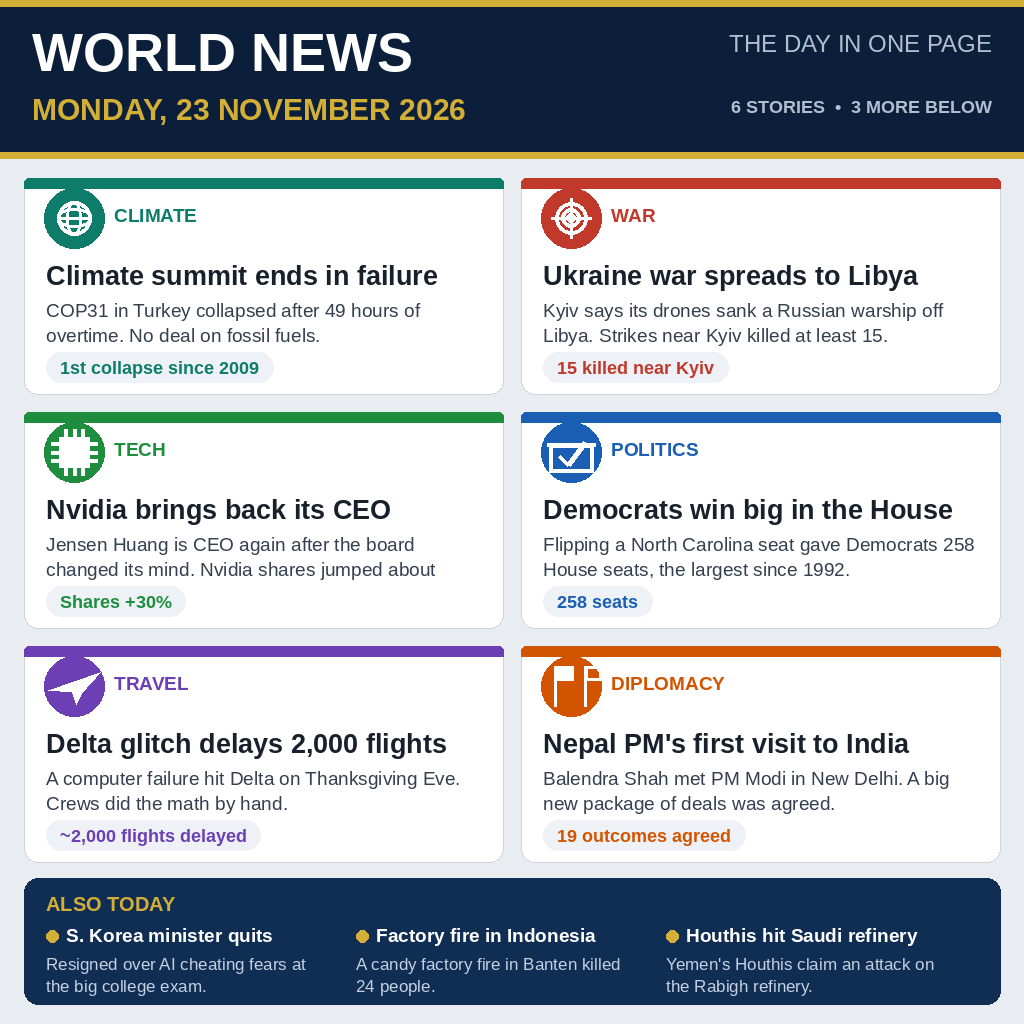 WORLD NEWS
THE DAY IN ONE PAGE
MONDAY, 23 NOVEMBER 2026
6 STORIES • 3 MORE BELOW
CLIMATE
Climate summit ends in failure
COP31 in Turkey collapsed after 49 hours of
overtime. No deal on fossil fuels.
1st collapse since 2009
WAR
Ukraine war spreads to Libya
Kyiv says its drones sank a Russian warship off
Libya. Strikes near Kyiv killed at least 15.
15 killed near Kyiv
TECH
Nvidia brings back its CEO
Jensen Huang is CEO again after the board
changed its mind. Nvidia shares jumped about
Shares +30%
POLITICS
Democrats win big in the House
Flipping a North Carolina seat gave Democrats 258
House seats, the largest since 1992.
258 seats
TRAVEL
Delta glitch delays 2,000 flights
A computer failure hit Delta on Thanksgiving Eve.
Crews did the math by hand.
~2,000 flights delayed
DIPLOMACY
Nepal PM's first visit to India
Balendra Shah met PM Modi in New Delhi. A big
new package of deals was agreed.
19 outcomes agreed
ALSO TODAY
S. Korea minister quits
Resigned over AI cheating fears at
the big college exam.
Factory fire in Indonesia
A candy factory fire in Banten killed
24 people.
Houthis hit Saudi refinery
Yemen's Houthis claim an attack on
the Rabigh refinery.